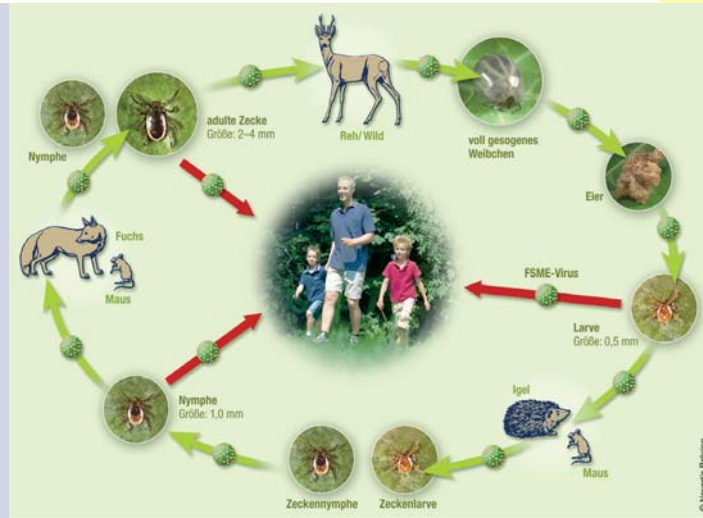 Nymphe
adulte Zecke
Größe: 2–4 mm
Reh/Wild
voll gesogenes
Weibchen
Eier
Fuchs
Maus
FSME-Virus
Larve
Größe: 0,5 mm
Nymphe
Größe: 1,0 mm
Igel
Maus
Zeckennymphe
Zeckenlarve